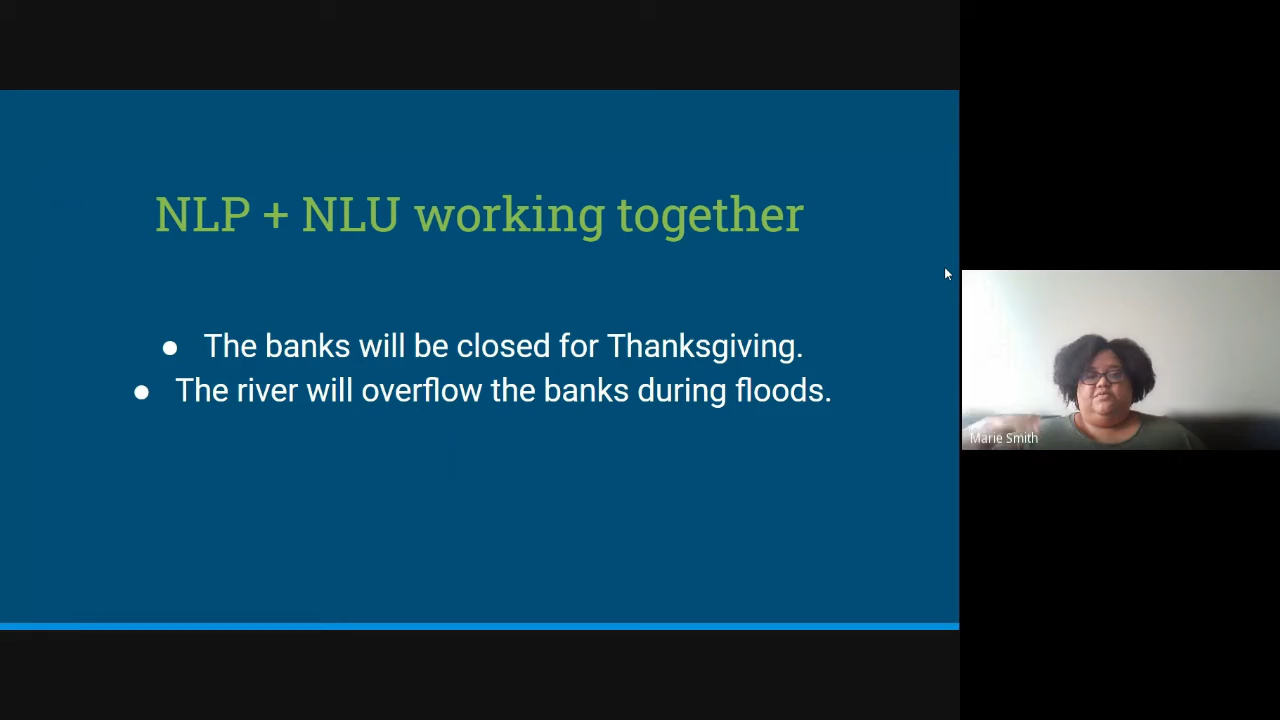 NLP + NLU working together
● The banks will be closed for Thanksgiving.
● The river will overflow the banks during floods.
Marie Smith